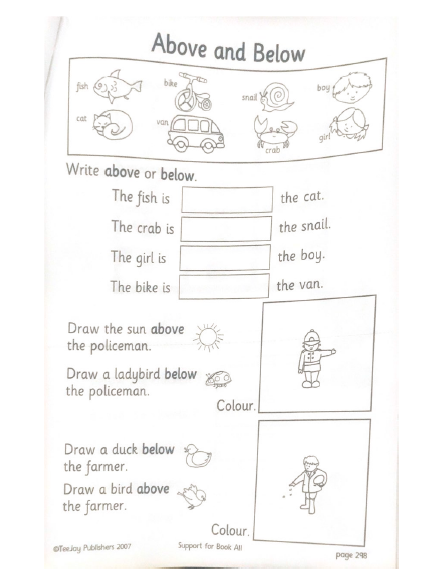 Above and Below
fish
bike
snail
boy
cat
van
crab
girl
Write above or below.
The fish is the cat.
The crab is the snail.
The girl is the boy.
The bike is the van.
Draw the sun above
the policeman.
Draw a ladybird below
the policeman.
Colour.
Draw a duck below
the farmer.
Draw a bird above
the farmer.
Colour.
©TeeJay Publishers 2007
Support for Book A11
page 298